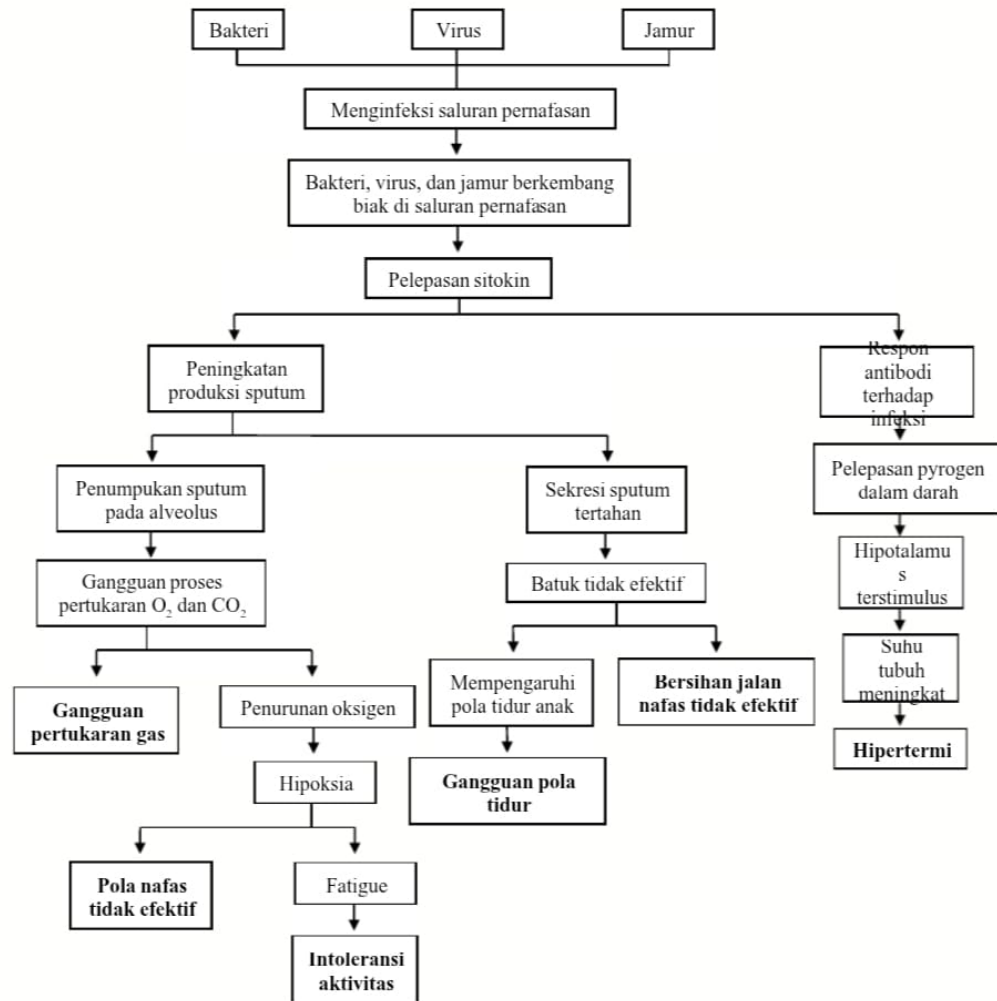 Bakteri
Virus
Jamur
Menginfeksi saluran pernafasan
Bakteri, virus, dan jamur berkembang
biak di saluran pernafasan
Pelepasan sitokin
Peningkatan
produksi sputum
Respon
antibodi
terhadap
infeksi
Penumpukan sputum
pada alveolus
Sekresi sputum
tertahan
Pelepasan pyrogen
dalam darah
Gangguan proses
pertukaran O₂ dan CO₂
Batuk tidak efektif
Hipotalamu
s
terstimulus
Gangguan
pertukaran gas
Penurunan oksigen
Mempengaruhi
pola tidur anak
Bersihan jalan
nafas tidak efektif
Suhu
tubuh
meningkat
Hipoksia
Gangguan pola
tidur
Hipertermi
Pola nafas
tidak efektif
Fatigue
Intoleransi
aktivitas